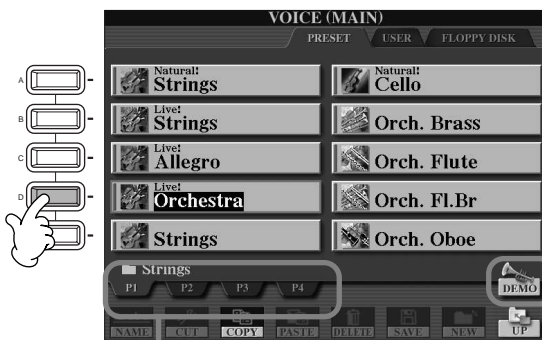 VOICE (MAIN)
PRESET USER FLOPPY DISK
A
Natural!
Strings
Natural!
Cello
B
Live!
Strings
Orch. Brass
C
Live!
Allegro
Orch. Flute
D
Live!
Orchestra
Orch. Fl.Br
Strings
Orch. Oboe
Strings
P1 P2 P3 P4
DEMO
NAME CUT COPY PASTE DELETE SAVE NEW UP